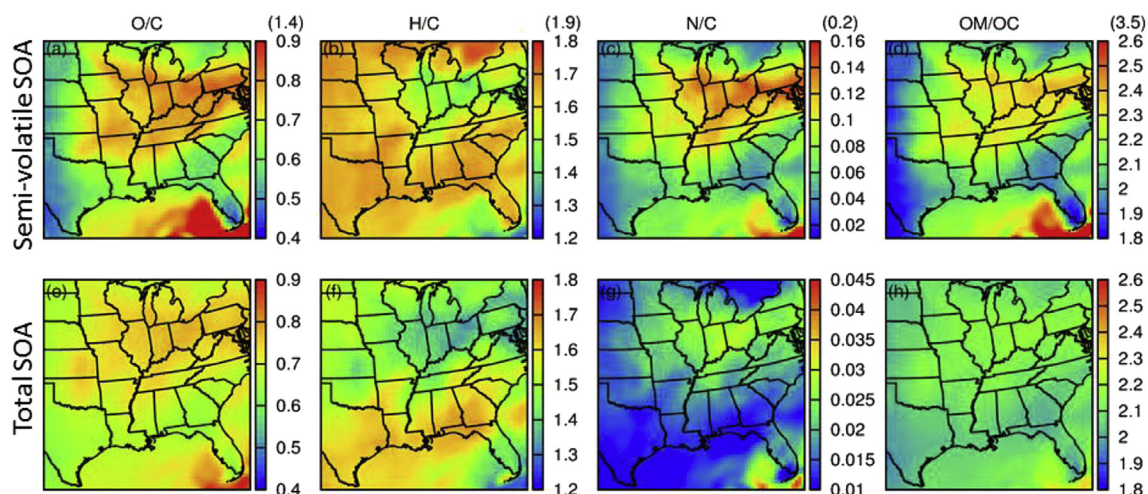 O/C (1.4) H/C (1.9) N/C (0.2) OM/OC (3.5)
Semi-volatile SOA
(a) 0.9 0.8 0.7 0.6 0.5 0.4
(b) 1.8 1.7 1.6 1.5 1.4 1.3 1.2
(c) 0.16 0.14 0.12 0.10 0.08 0.06 0.04 0.02
(d) 2.6 2.5 2.4 2.3 2.2 2.1 2 1.9 1.8
Total SOA
(e) 0.9 0.8 0.7 0.6 0.5 0.4
(f) 1.8 1.7 1.6 1.5 1.4 1.3 1.2
(g) 0.045 0.04 0.035 0.03 0.025 0.02 0.015 0.01
(h) 2.6 2.5 2.4 2.3 2.2 2.1 2 1.9 1.8